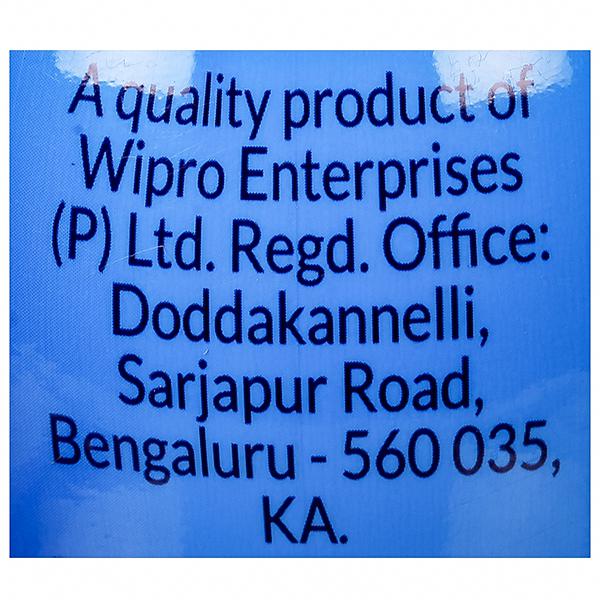 A quality product of
Wipro Enterprises
(P) Ltd. Regd. Office:
Doddakannelli,
Sarjapur Road,
Bengaluru - 560 035,
KA.